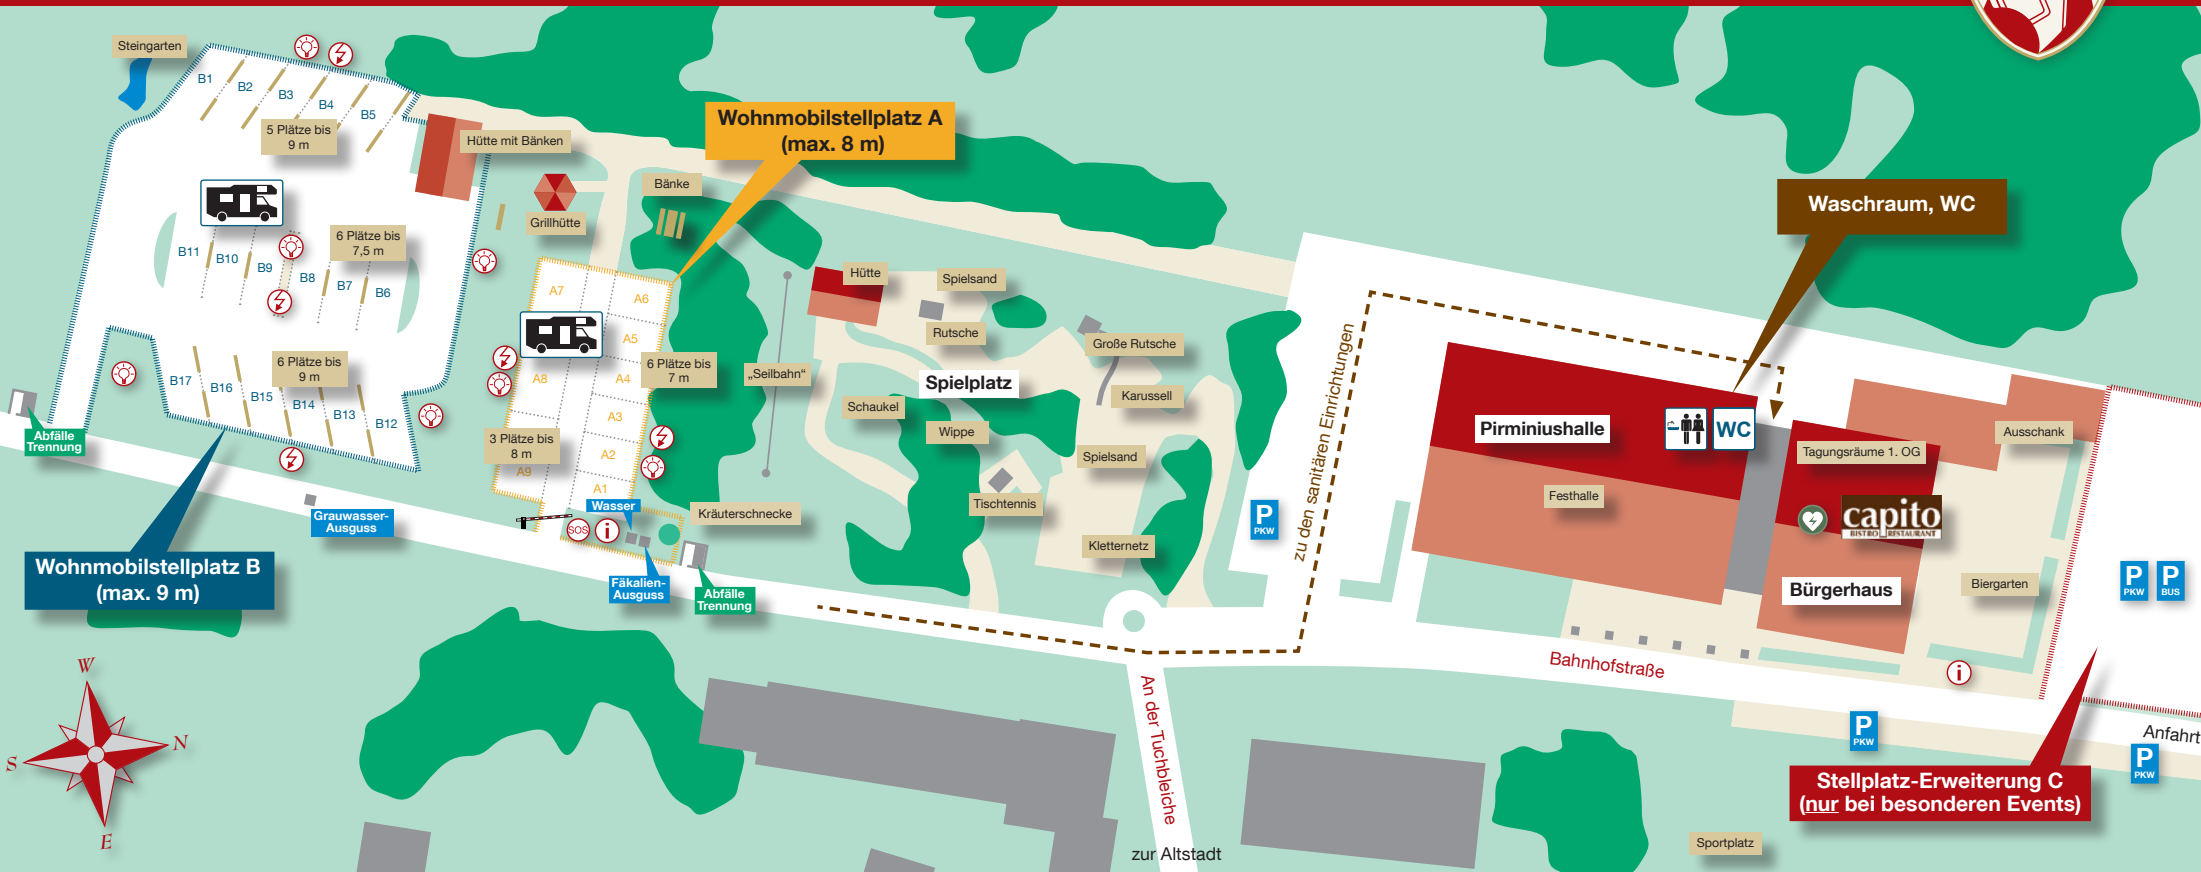 Steingarten
B1
B2
B3
B4
B5
5 Plätze bis
9 m
Hütte mit Bänken
Wohnmobilstellplatz A
(max. 8 m)
Bänke
Grillhütte
Waschraum, WC
B11
B10
B9
B8
B7
B6
6 Plätze bis
7,5 m
A7
A6
A5
A8
A4
A3
A2
A9
A1
6 Plätze bis
7 m
3 Plätze bis
8 m
6 Plätze bis
9 m
B17
B16
B15
B14
B13
B12
Abfälle
Trennung
Grauwasser-
Ausguss
Wohnmobilstellplatz B
(max. 9 m)
Wasser
SOS
i
Fäkalien-
Ausguss
Abfälle
Trennung
Kräuterschnecke
„Seilbahn“
Hütte
Spielsand
Rutsche
Große Rutsche
Spielplatz
Karussell
Schaukel
Wippe
Spielsand
Tischtennis
Kletternetz
P
PKW
zu den sanitären Einrichtungen
Pirminiushalle
WC
Festhalle
Tagungsräume 1. OG
Ausschank
capito
BISTRO RESTAURANT
Bürgerhaus
Biergarten
P
PKW
P
BUS
Bahnhofstraße
i
An der Tuchbleiche
zur Altstadt
P
PKW
Anfahrt
P
PKW
Stellplatz-Erweiterung C
(nur bei besonderen Events)
Sportplatz
W
N
S
E